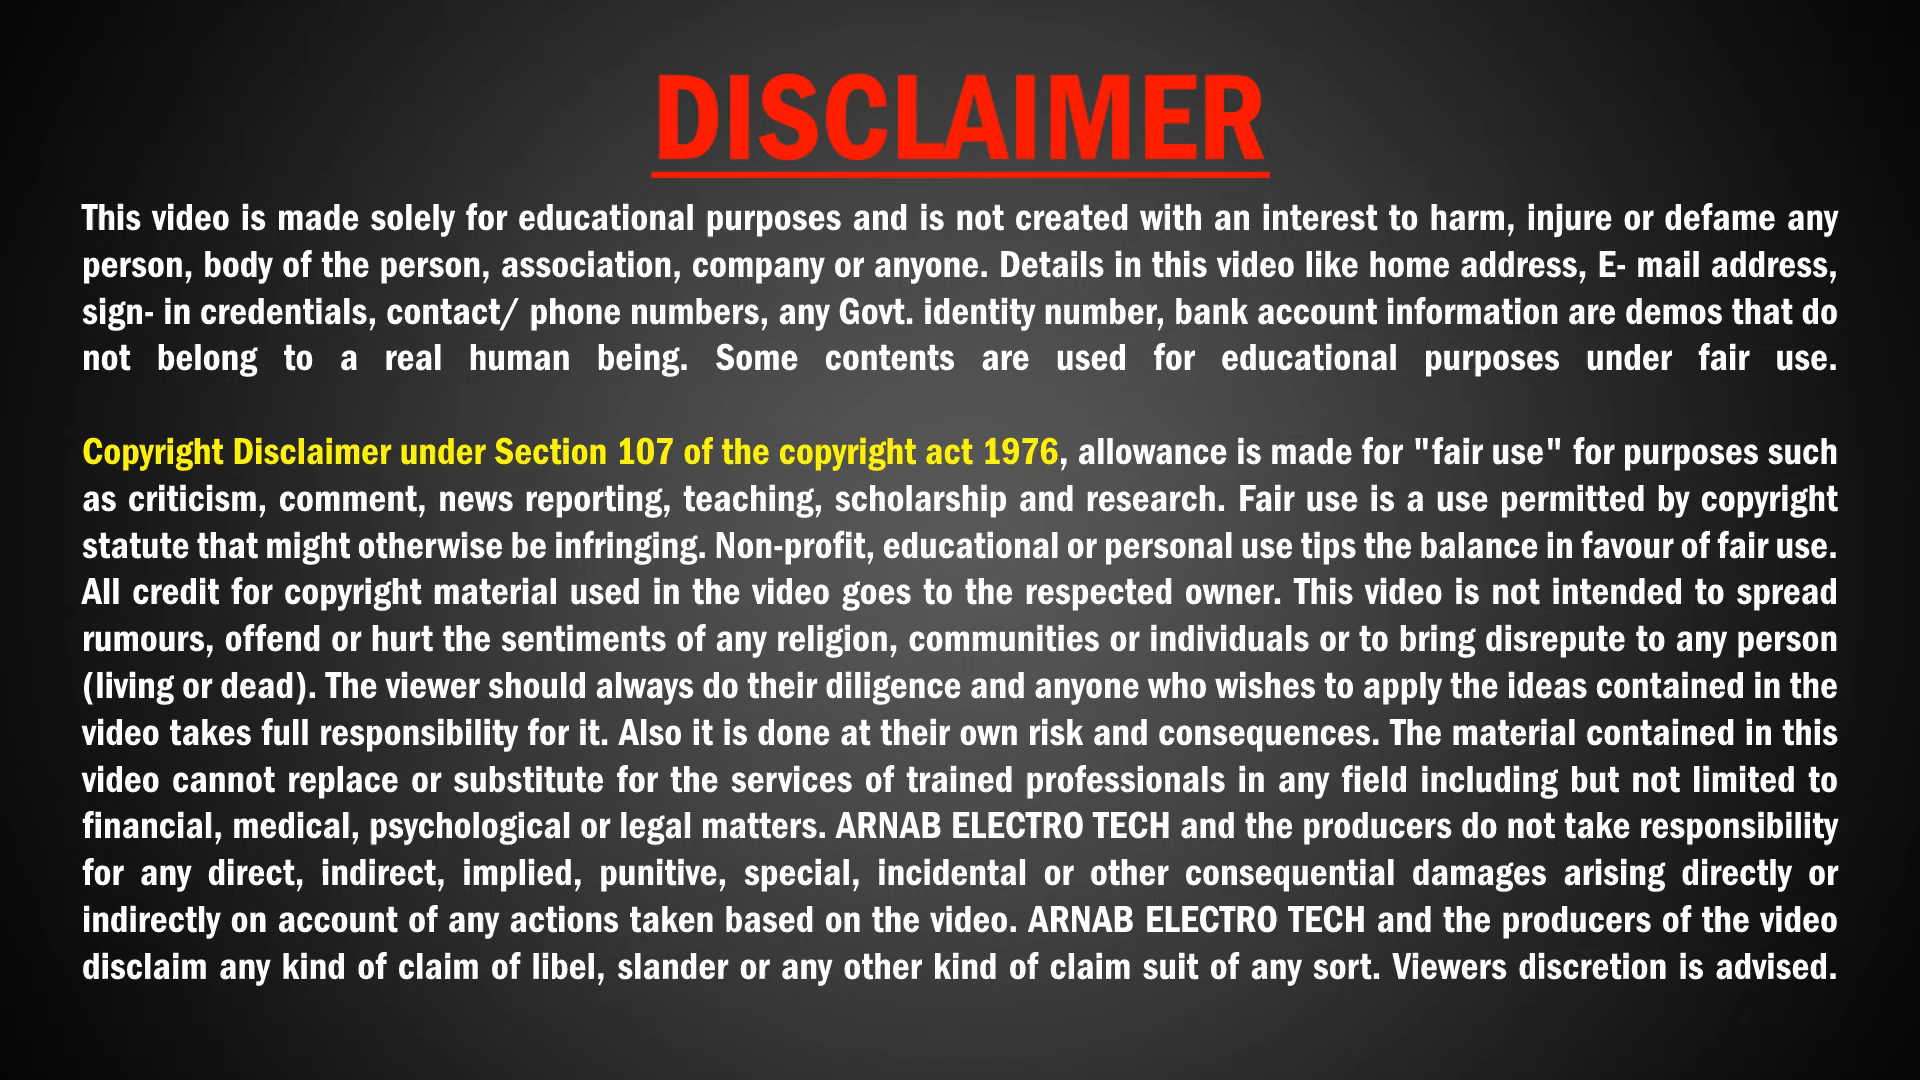 DISCLAIMER
This video is made solely for educational purposes and is not created with an interest to harm, injure or defame any
person, body of the person, association, company or anyone. Details in this video like home address, E- mail address,
sign- in credentials, contact/ phone numbers, any Govt. identity number, bank account information are demos that do
not belong to a real human being. Some contents are used for educational purposes under fair use.
Copyright Disclaimer under Section 107 of the copyright act 1976, allowance is made for "fair use" for purposes such
as criticism, comment, news reporting, teaching, scholarship and research. Fair use is a use permitted by copyright
statute that might otherwise be infringing. Non-profit, educational or personal use tips the balance in favour of fair use.
All credit for copyright material used in the video goes to the respected owner. This video is not intended to spread
rumours, offend or hurt the sentiments of any religion, communities or individuals or to bring disrepute to any person
(living or dead). The viewer should always do their diligence and anyone who wishes to apply the ideas contained in the
video takes full responsibility for it. Also it is done at their own risk and consequences. The material contained in this
video cannot replace or substitute for the services of trained professionals in any field including but not limited to
financial, medical, psychological or legal matters. ARNAB ELECTRO TECH and the producers do not take responsibility
for any direct, indirect, implied, punitive, special, incidental or other consequential damages arising directly or
indirectly on account of any actions taken based on the video. ARNAB ELECTRO TECH and the producers of the video
disclaim any kind of claim of libel, slander or any other kind of claim suit of any sort. Viewers discretion is advised.